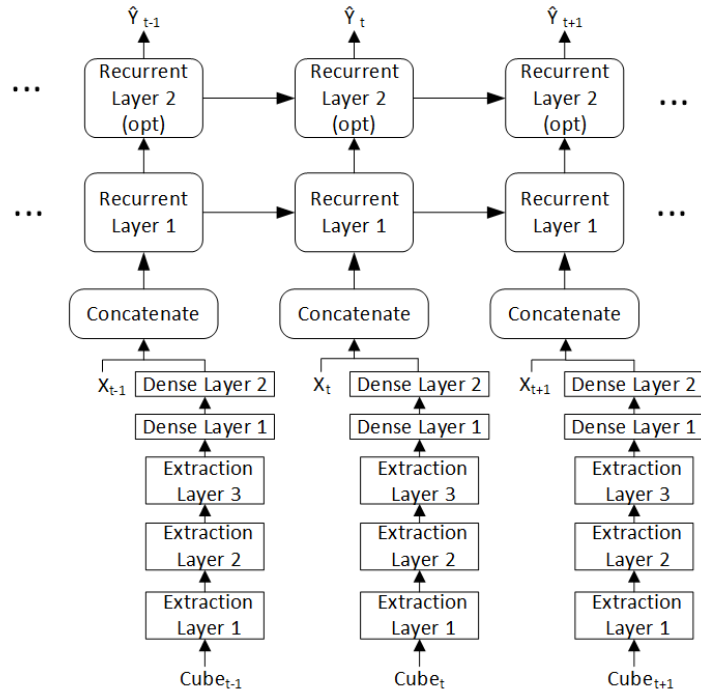 Ŷ t-1 Ŷ t Ŷ t+1
Recurrent Layer 2 (opt) Recurrent Layer 2 (opt) Recurrent Layer 2 (opt)
... ...
Recurrent Layer 1 Recurrent Layer 1 Recurrent Layer 1
... ...
Concatenate Concatenate Concatenate
Xt-1 Dense Layer 2 Xt Dense Layer 2 Xt+1 Dense Layer 2
Dense Layer 1 Dense Layer 1 Dense Layer 1
Extraction Layer 3 Extraction Layer 3 Extraction Layer 3
Extraction Layer 2 Extraction Layer 2 Extraction Layer 2
Extraction Layer 1 Extraction Layer 1 Extraction Layer 1
Cubet-1 Cubet Cubet+1